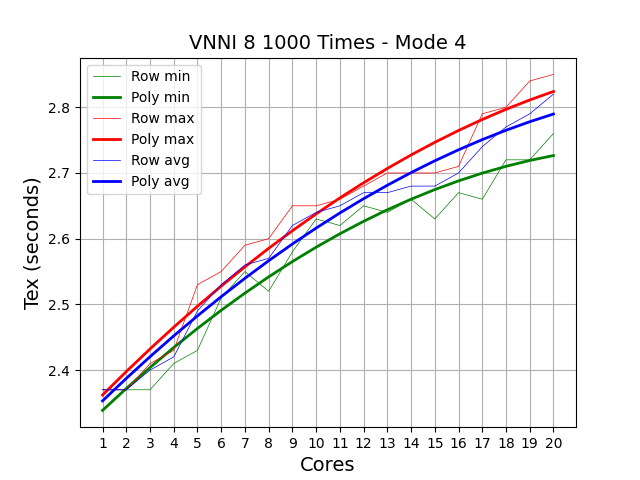 VNNI 8 1000 Times - Mode 4
Row min
Poly min
Row max
Poly max
Row avg
Poly avg
Tex (seconds)
2.8
2.7
2.6
2.5
2.4
1 2 3 4 5 6 7 8 9 10 11 12 13 14 15 16 17 18 19 20
Cores